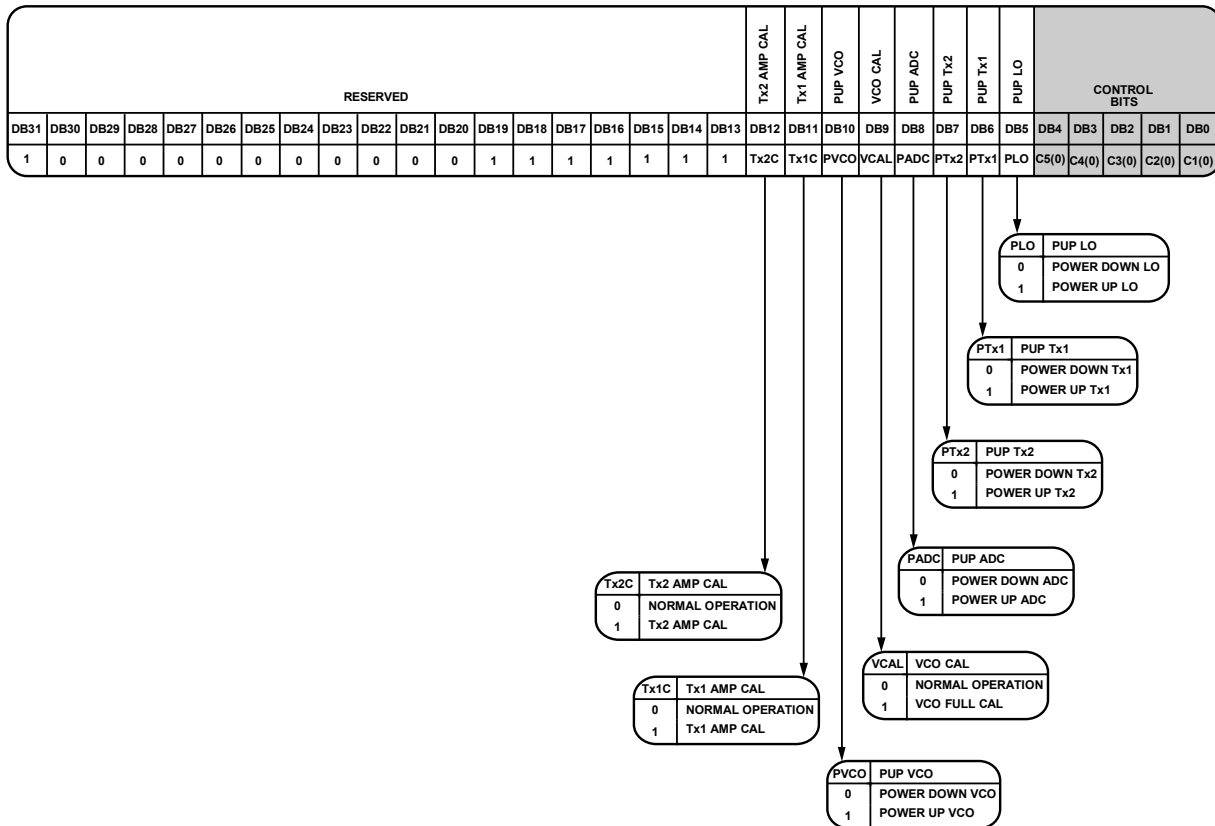 RESERVED
Tx2 AMP CAL
Tx1 AMP CAL
PUP VCO
VCO CAL
PUP ADC
PUP Tx2
PUP Tx1
PUP LO
CONTROL
BITS
DB31 DB30 DB29 DB28 DB27 DB26 DB25 DB24 DB23 DB22 DB21 DB20 DB19 DB18 DB17 DB16 DB15 DB14 DB13 DB12 DB11 DB10 DB9 DB8 DB7 DB6 DB5 DB4 DB3 DB2 DB1 DB0
1 0 0 0 0 0 0 0 0 0 0 0 1 1 1 1 1 1 1 Tx2C Tx1C PVCO VCAL PADC PTx2 PTx1 PLO C5(0) C4(0) C3(0) C2(0) C1(0)
PLO PUP LO
0 POWER DOWN LO
1 POWER UP LO
PTx1 PUP Tx1
0 POWER DOWN Tx1
1 POWER UP Tx1
PTx2 PUP Tx2
0 POWER DOWN Tx2
1 POWER UP Tx2
PADC PUP ADC
0 POWER DOWN ADC
1 POWER UP ADC
Tx2C Tx2 AMP CAL
0 NORMAL OPERATION
1 Tx2 AMP CAL
VCAL VCO CAL
0 NORMAL OPERATION
1 VCO FULL CAL
Tx1C Tx1 AMP CAL
0 NORMAL OPERATION
1 Tx1 AMP CAL
PVCO PUP VCO
0 POWER DOWN VCO
1 POWER UP VCO